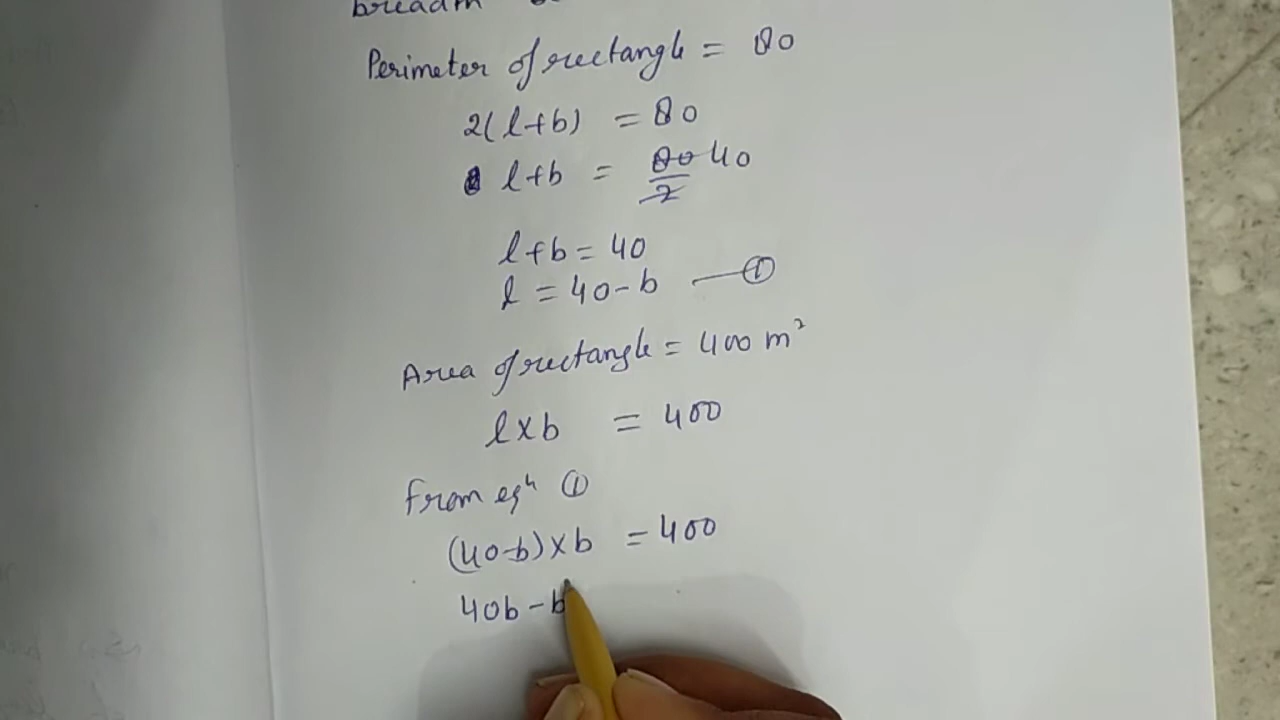 breadth
Perimeter of rectangle = 80
2(l+b) = 80
l+b = 80/2 40
l+b = 40
l = 40-b —①
Area of rectangle = 400 m²
l×b = 400
From eqⁿ ①
(40-b)×b = 400
40b-b